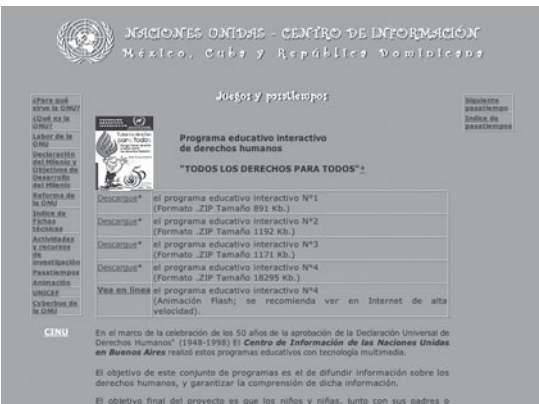 NACIONES UNIDAS - CENTRO DE INFORMACIÓN
México, Cuba y República Dominicana
Juegos y pasatiempos
¿Para qué
sirve la ONU?
¿Qué es la
ONU?
Labor de la
ONU
Declaración
del Milenio y
Objetivos de
Desarrollo
del Milenio
Reforma de
la ONU
Indice de
Fichas
técnicas
Actividades
y recursos
de
investigación
Pasatiempos
Animación
UNICEF
Cyberbus de
la ONU
CINU
Siguiente
pasatiempo
Indice de
pasatiempos
para todos
Programa educativo interactivo
de derechos humanos
"TODOS LOS DERECHOS PARA TODOS"*
Descargue* el programa educativo interactivo N°1
(Formato .ZIP Tamaño 891 Kb.)
Descargue* el programa educativo interactivo N°2
(Formato .ZIP Tamaño 1192 Kb.)
Descargue* el programa educativo interactivo N°3
(Formato .ZIP Tamaño 1171 Kb.)
Descargue* el programa educativo interactivo N°4
(Formato .ZIP Tamaño 18295 Kb.)
Vea en línea el programa educativo interactivo N°4
(Animación Flash; se recomienda ver en Internet de alta
velocidad).
En el marco de la celebración de los 50 años de la aprobación de la Declaración Universal de
Derechos Humanos" (1948-1998) El Centro de Información de las Naciones Unidas
en Buenos Aires realizó estos programas educativos con tecnología multimedia.
El objetivo de este conjunto de programas es el de difundir información sobre los
derechos humanos, y garantizar la comprensión de dicha información.
El objetivo final del proyecto es que los niños y niñas, junto con sus padres o